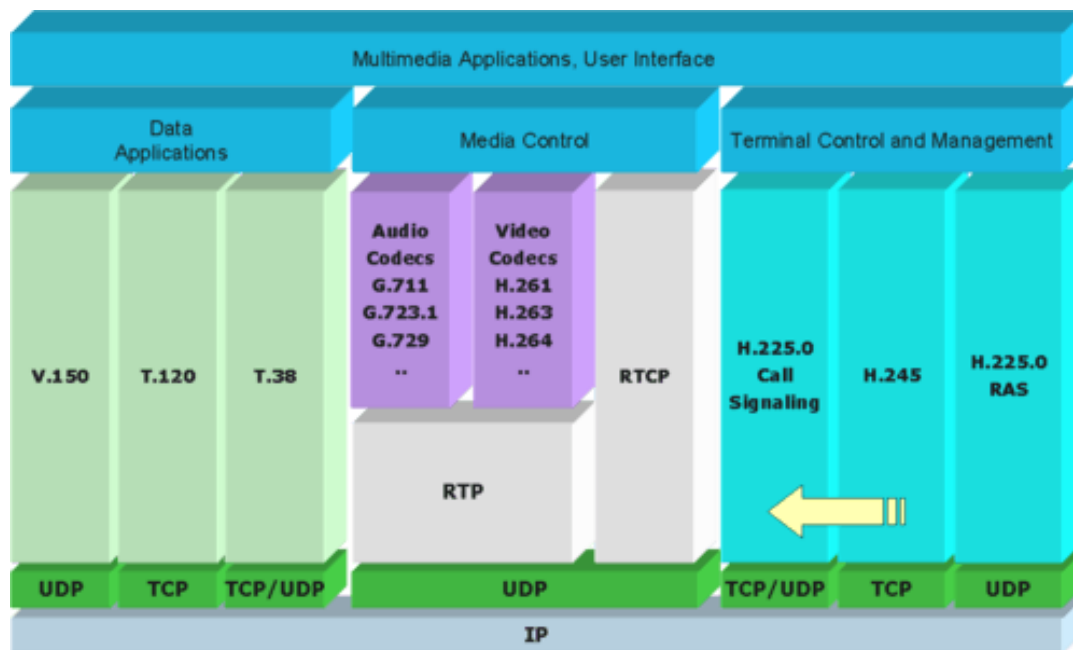 Multimedia Applications, User Interface
Data
Applications
Media Control
Terminal Control and Management
V.150
T.120
T.38
Audio
Codecs
G.711
G.723.1
G.729
..
Video
Codecs
H.261
H.263
H.264
..
RTP
RTCP
H.225.0
Call
Signaling
H.245
H.225.0
RAS
UDP
TCP
TCP/UDP
UDP
TCP/UDP
TCP
UDP
IP